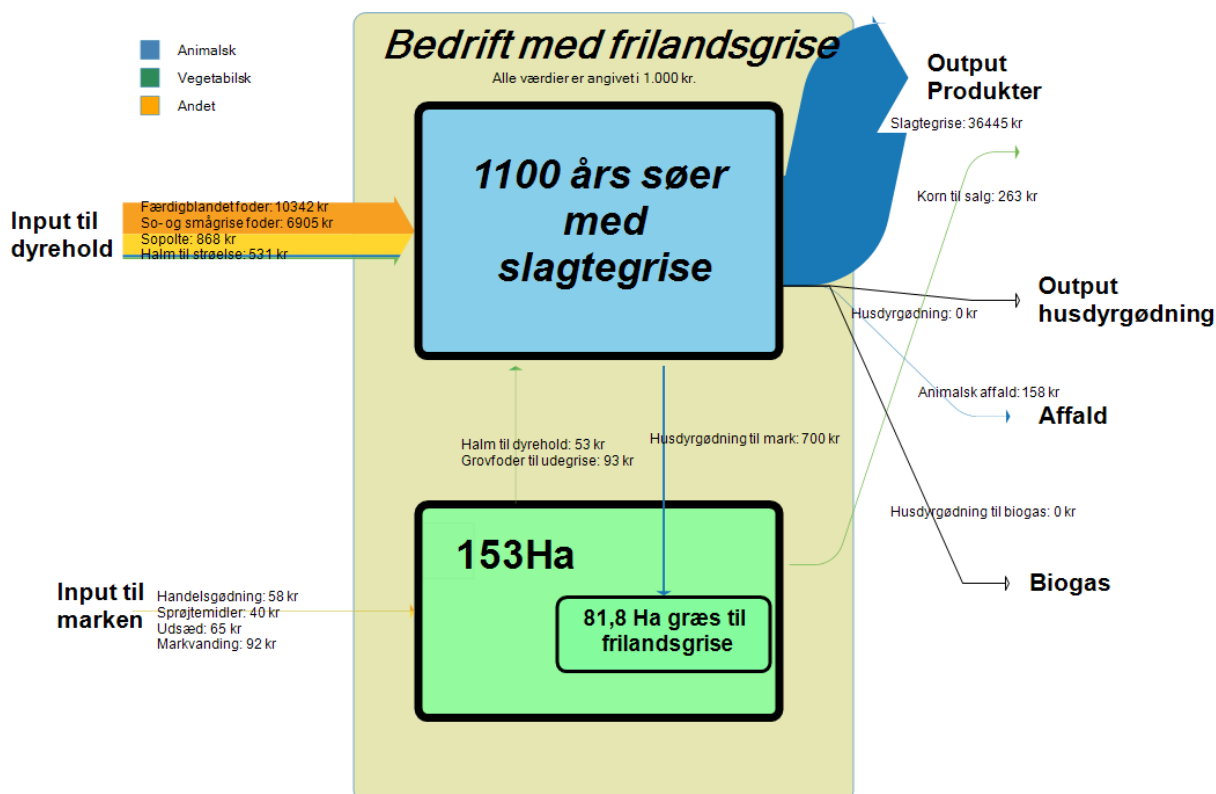 Bedrift med frilandsgrise
Alle værdier er angivet i 1.000 kr.
Animalsk
Vegetabilsk
Andet
Input til
dyrehold
Færdigblandet foder: 10342 kr
So- og smågrise foder: 6905 kr
Sopolte: 868 kr
Halm til strøelse: 531 kr
1100 års søer
med
slagtegrise
Output
Produkter
Slagtegrise: 36445 kr
Korn til salg: 263 kr
Output
husdyrgødning
Husdyrgødning: 0 kr
Animalsk affald: 158 kr
Affald
Halm til dyrehold: 53 kr
Grovfoder til udegrise: 93 kr
Husdyrgødning til mark: 700 kr
Husdyrgødning til biogas: 0 kr
Biogas
Input til
marken
Handelsgødning: 58 kr
Sprøjtemidler: 40 kr
Udsæd: 65 kr
Markvanding: 92 kr
153Ha
81,8 Ha græs til
frilandsgrise